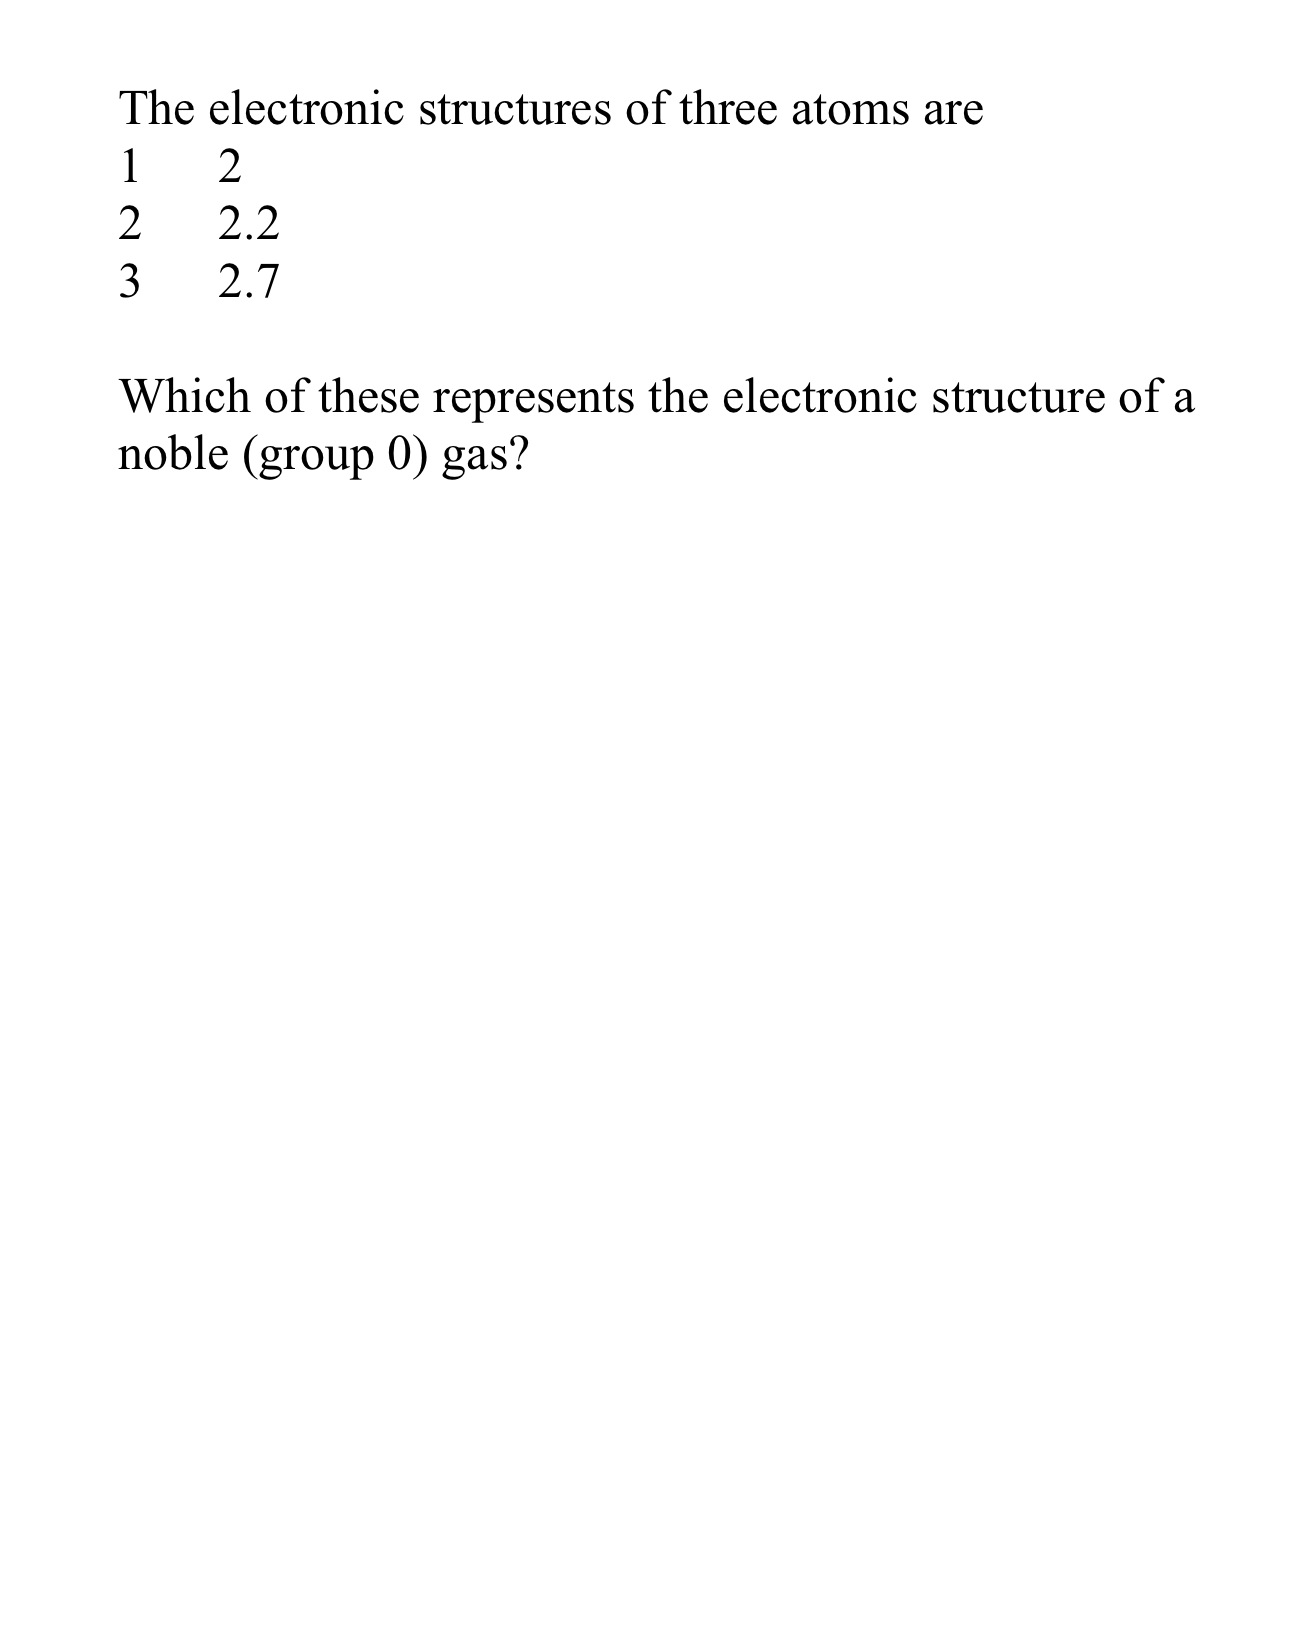 The electronic structures of three atoms are
1 2
2 2.2
3 2.7
Which of these represents the electronic structure of a
noble (group 0) gas?